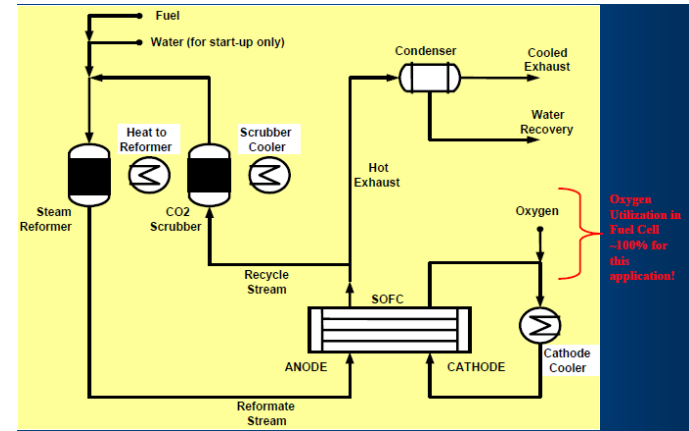 Fuel
Water (for start-up only)
Condenser
Cooled
Exhaust
Water
Recovery
Heat to
Reformer
Scrubber
Cooler
Hot
Exhaust
Steam
Reformer
CO2
Scrubber
Oxygen
Oxygen
Utilization in
Fuel Cell
~100% for
this
application!
Recycle
Stream
SOFC
ANODE
CATHODE
Cathode
Cooler
Reformate
Stream